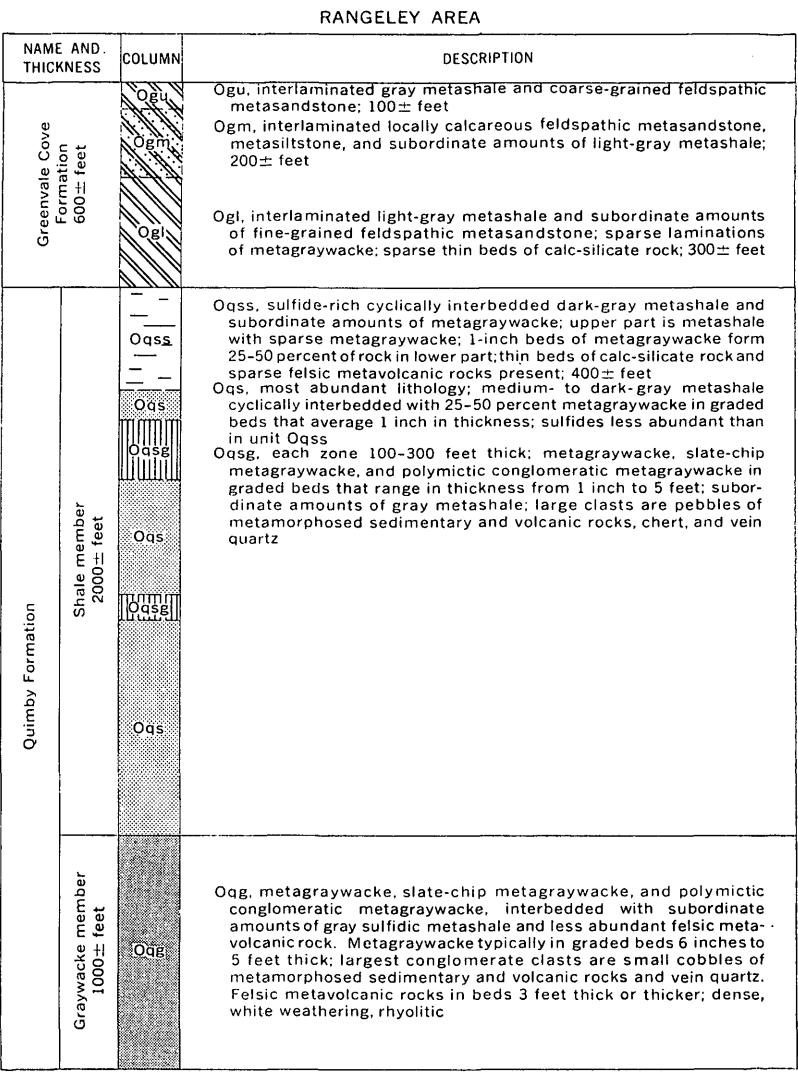 RANGELEY AREA
NAME AND.
THICKNESS
COLUMN
DESCRIPTION
Greenvale Cove
Formation
600± feet
Ogu
Ogu, interlaminated gray metashale and coarse-grained feldspathic
metasandstone; 100± feet
Ogm
Ogm, interlaminated locally calcareous feldspathic metasandstone,
metasiltstone, and subordinate amounts of light-gray metashale;
200± feet
Ogl
Ogl, interlaminated light-gray metashale and subordinate amounts
of fine-grained feldspathic metasandstone; sparse laminations
of metagraywacke; sparse thin beds of calc-silicate rock; 300± feet
Quimby Formation
Shale member
2000± feet
Oqss
Oqs
Oqsg
Oqs
Oqsg
Oqs
Oqss, sulfide-rich cyclically interbedded dark-gray metashale and
subordinate amounts of metagraywacke; upper part is metashale
with sparse metagraywacke; 1-inch beds of metagraywacke form
25-50 percent of rock in lower part; thin beds of calc-silicate rock and
sparse felsic metavolcanic rocks present; 400± feet
Oqs, most abundant lithology; medium- to dark-gray metashale
cyclically interbedded with 25-50 percent metagraywacke in graded
beds that average 1 inch in thickness; sulfides less abundant than
in unit Oqss
Oqsg, each zone 100-300 feet thick; metagraywacke, slate-chip
metagraywacke, and polymictic conglomeratic metagraywacke in
graded beds that range in thickness from 1 inch to 5 feet; subor-
dinate amounts of gray metashale; large clasts are pebbles of
metamorphosed sedimentary and volcanic rocks, chert, and vein
quartz
Graywacke member
1000± feet
Oqg
Oqg, metagraywacke, slate-chip metagraywacke, and polymictic
conglomeratic metagraywacke, interbedded with subordinate
amounts of gray sulfidic metashale and less abundant felsic meta-
volcanic rock. Metagraywacke typically in graded beds 6 inches to
5 feet thick; largest conglomerate clasts are small cobbles of
metamorphosed sedimentary and volcanic rocks and vein quartz.
Felsic metavolcanic rocks in beds 3 feet thick or thicker; dense,
white weathering, rhyolitic